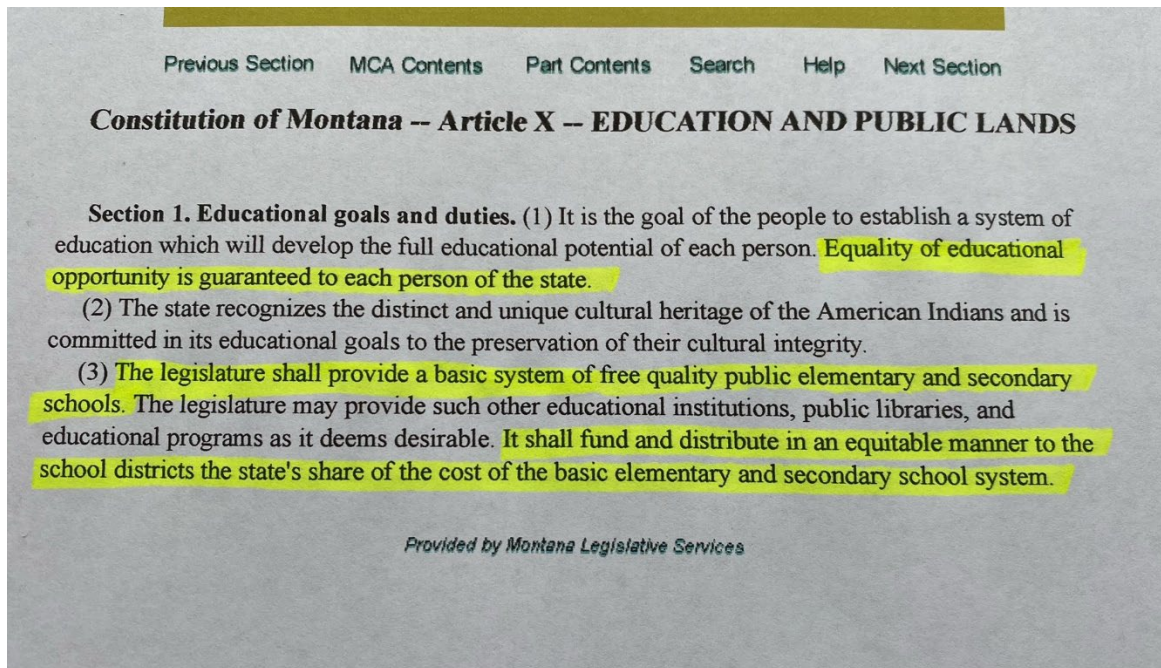 Previous Section MCA Contents Part Contents Search Help Next Section
Constitution of Montana -- Article X -- EDUCATION AND PUBLIC LANDS
Section 1. Educational goals and duties. (1) It is the goal of the people to establish a system of
education which will develop the full educational potential of each person. Equality of educational
opportunity is guaranteed to each person of the state.
(2) The state recognizes the distinct and unique cultural heritage of the American Indians and is
committed in its educational goals to the preservation of their cultural integrity.
(3) The legislature shall provide a basic system of free quality public elementary and secondary
schools. The legislature may provide such other educational institutions, public libraries, and
educational programs as it deems desirable. It shall fund and distribute in an equitable manner to the
school districts the state's share of the cost of the basic elementary and secondary school system.
Provided by Montana Legislative Services